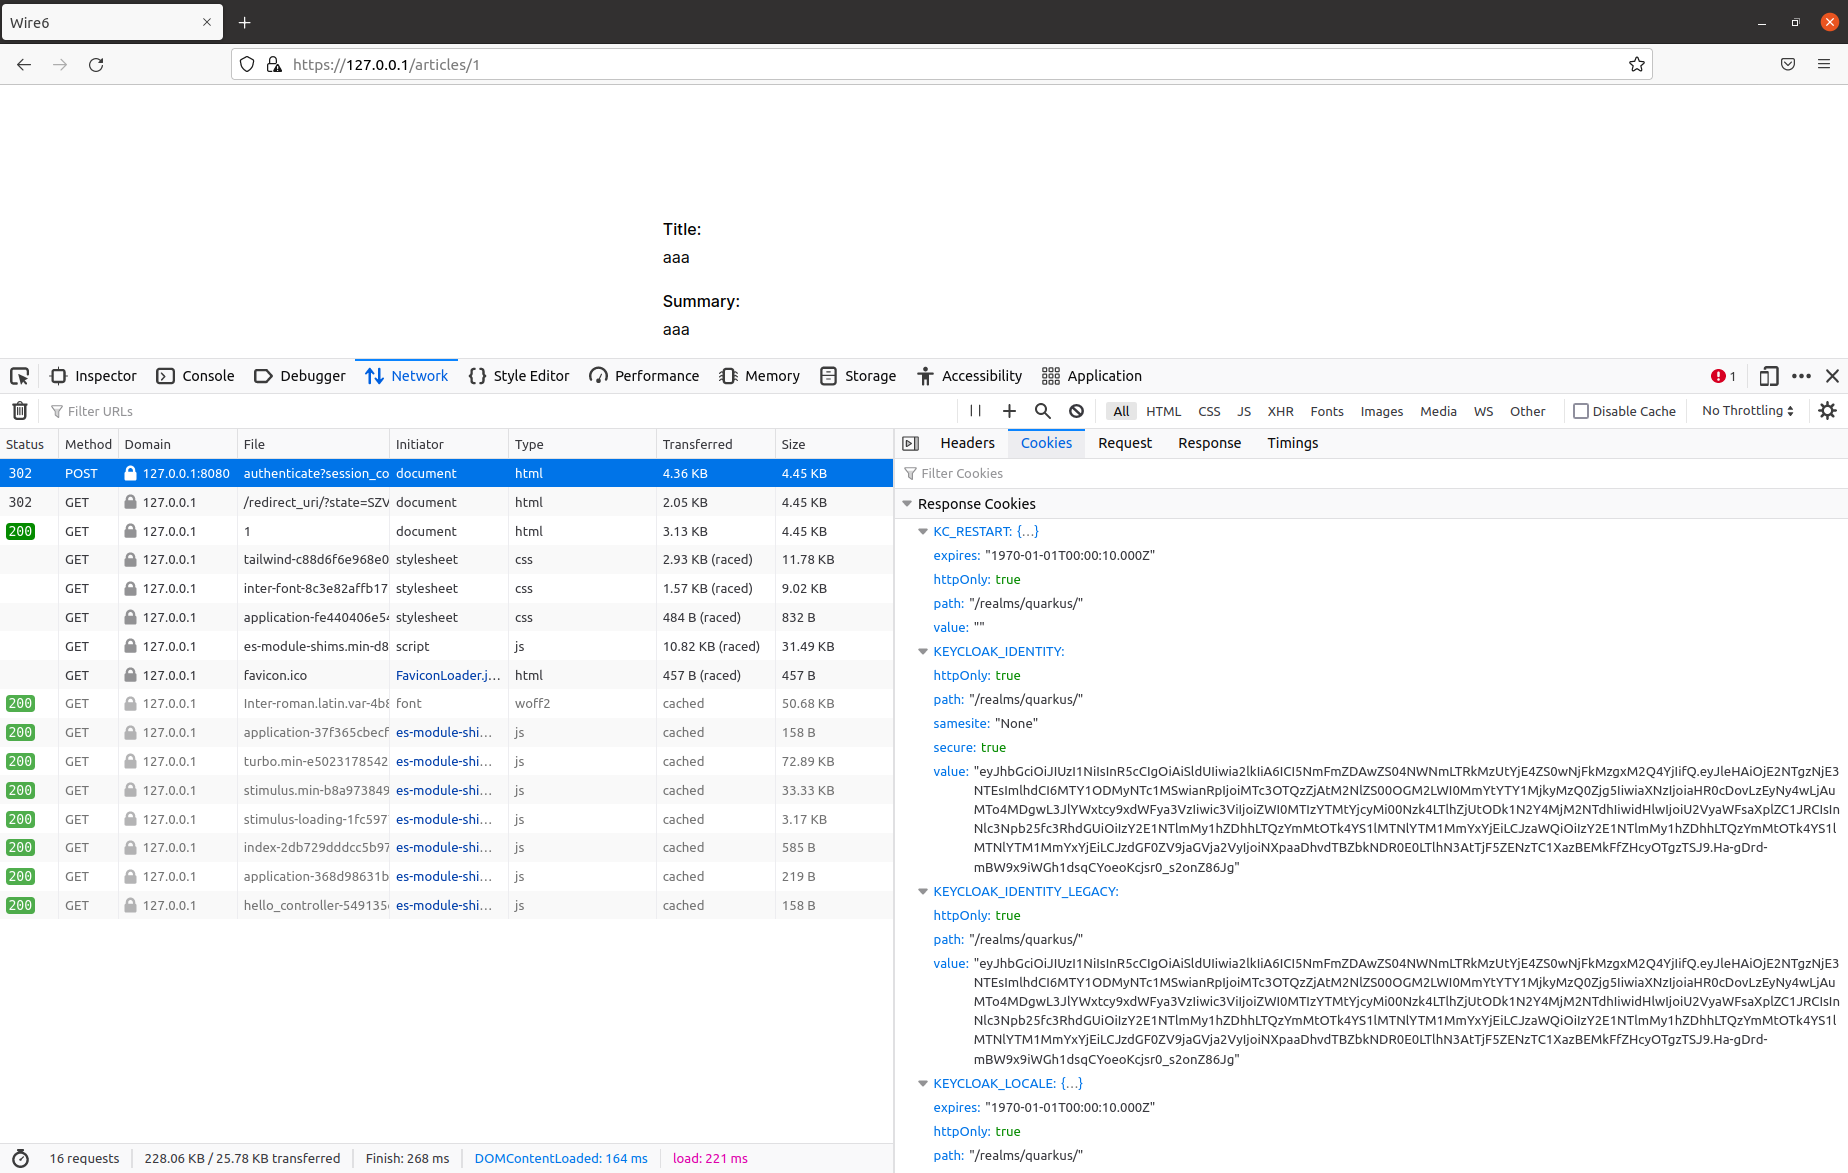 Wire6
https://127.0.0.1/articles/1
Title:
aaa
Summary:
aaa
Inspector Console Debugger Network Style Editor Performance Memory Storage Accessibility Application 1
Filter URLs All HTML CSS JS XHR Fonts Images Media WS Other Disable Cache No Throttling
Status Method Domain File Initiator Type Transferred Size
302 POST 127.0.0.1:8080 authenticate?session_co document html 4.36 KB 4.45 KB
302 GET 127.0.0.1 /redirect_uri/?state=SZV document html 2.05 KB 4.45 KB
200 GET 127.0.0.1 1 document html 3.13 KB 4.45 KB
GET 127.0.0.1 tailwind-c88d6f6e968e0 stylesheet css 2.93 KB (raced) 11.78 KB
GET 127.0.0.1 inter-font-8c3e82affb17 stylesheet css 1.57 KB (raced) 9.02 KB
GET 127.0.0.1 application-fe440406e54 stylesheet css 484 B (raced) 832 B
GET 127.0.0.1 es-module-shims.min-d8 script js 10.82 KB (raced) 31.49 KB
GET 127.0.0.1 favicon.ico FaviconLoader.j... html 457 B (raced) 457 B
200 GET 127.0.0.1 Inter-roman.latin.var-4b8 font woff2 cached 50.68 KB
200 GET 127.0.0.1 application-37f365cbecf es-module-shi... js cached 158 B
200 GET 127.0.0.1 turbo.min-e5023178542 es-module-shi... js cached 72.89 KB
200 GET 127.0.0.1 stimulus.min-b8a973849 es-module-shi... js cached 33.33 KB
200 GET 127.0.0.1 stimulus-loading-1fc597 es-module-shi... js cached 3.17 KB
200 GET 127.0.0.1 index-2db729dddcc5b97 es-module-shi... js cached 585 B
200 GET 127.0.0.1 application-368d98631b es-module-shi... js cached 219 B
200 GET 127.0.0.1 hello_controller-549135 es-module-shi... js cached 158 B
16 requests 228.06 KB / 25.78 KB transferred Finish: 268 ms DOMContentLoaded: 164 ms load: 221 ms
Headers Cookies Request Response Timings
Filter Cookies
Response Cookies
KC_RESTART: {...}
expires: "1970-01-01T00:00:10.000Z"
httpOnly: true
path: "/realms/quarkus/"
value: ""
KEYCLOAK_IDENTITY:
httpOnly: true
path: "/realms/quarkus/"
samesite: "None"
secure: true
value:
KEYCLOAK_IDENTITY_LEGACY:
httpOnly: true
path: "/realms/quarkus/"
value:
KEYCLOAK_LOCALE: {...}
expires: "1970-01-01T00:00:10.000Z"
httpOnly: true
path: "/realms/quarkus/"